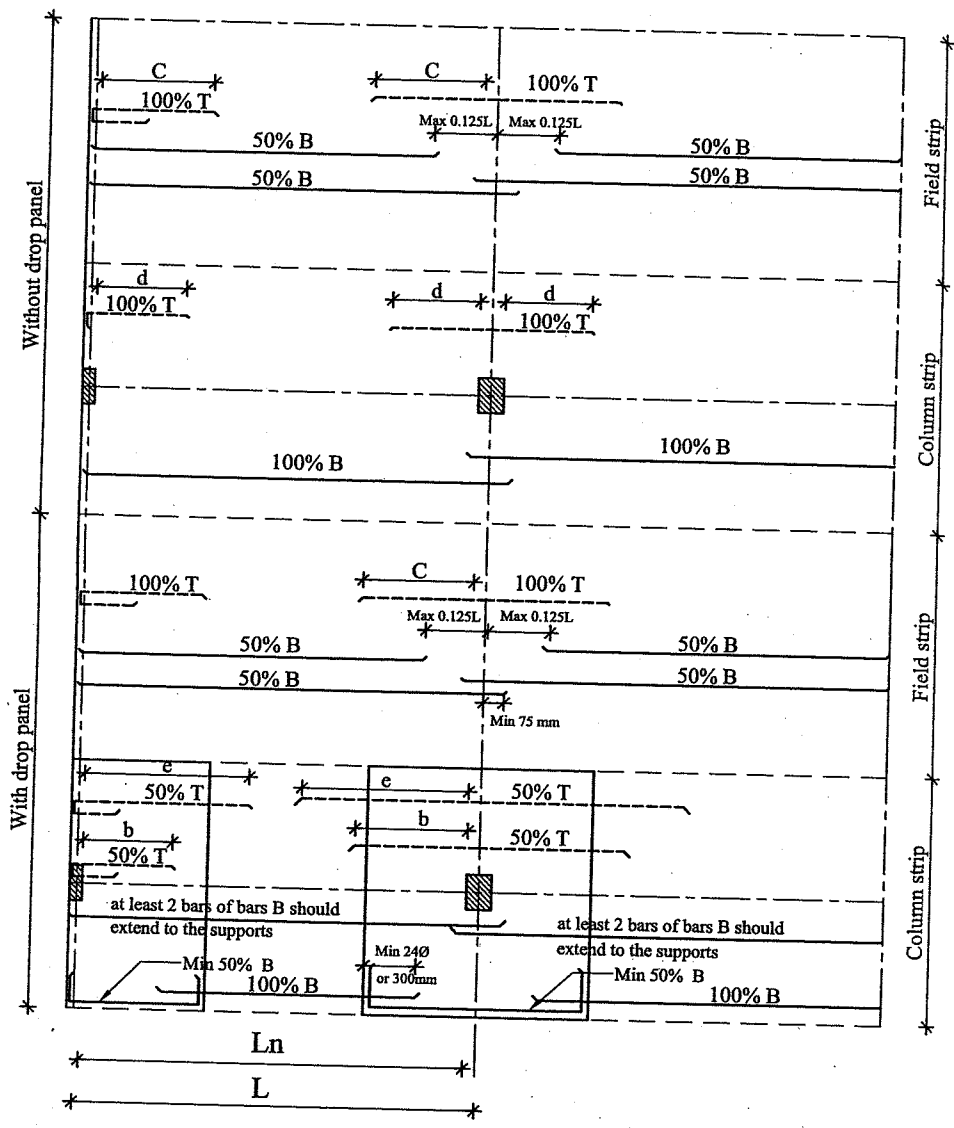 C
C
100% T
100% T
Max 0.125L
Max 0.125L
50% B
50% B
50% B
50% B
Field strip
Without drop panel
d
d
d
100% T
100% T
100% B
100% B
Column strip
C
100% T
100% T
Max 0.125L
Max 0.125L
50% B
50% B
50% B
50% B
Min 75 mm
Field strip
With drop panel
e
e
50% T
50% T
b
b
50% T
50% T
at least 2 bars of bars B should
extend to the supports
at least 2 bars of bars B should
extend to the supports
Min 24Ø
or 300mm
Min 50% B
Min 50% B
100% B
100% B
Column strip
Ln
L